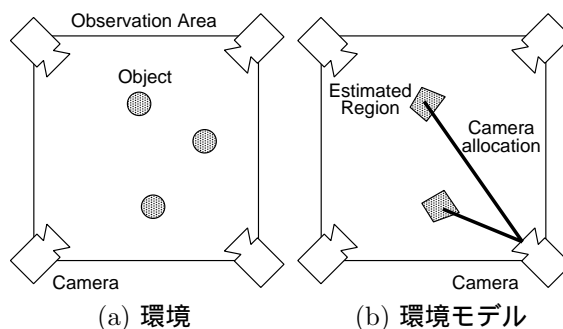 Observation Area
Object
Camera
(a) 環境
Estimated
Region
Camera
allocation
Camera
(b) 環境モデル